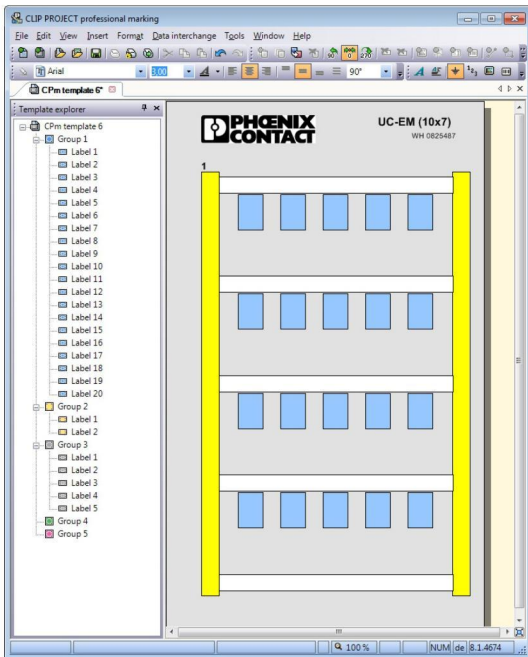 CLIP PROJECT professional marking
File Edit View Insert Format Data interchange Tools Window Help
Arial 3.00 90°
CPm template 6*
Template explorer
CPm template 6
Group 1
Label 1
Label 2
Label 3
Label 4
Label 5
Label 6
Label 7
Label 8
Label 9
Label 10
Label 11
Label 12
Label 13
Label 14
Label 15
Label 16
Label 17
Label 18
Label 19
Label 20
Group 2
Label 1
Label 2
Group 3
Label 1
Label 2
Label 3
Label 4
Label 5
Group 4
Group 5
PHŒNIX
CONTACT
UC-EM (10x7)
WH 0825487
1
100 % NUM de 8.1.4674